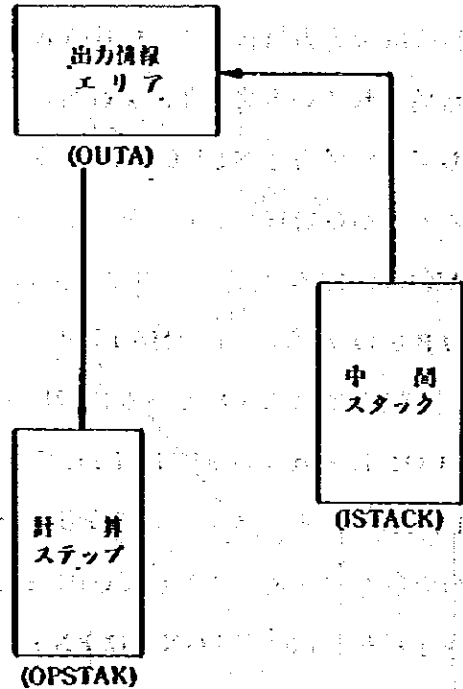 出力情報
エリア
(OUTA)
中間
スタック
(ISTACK)
計算
ステップ
(OPSTAK)